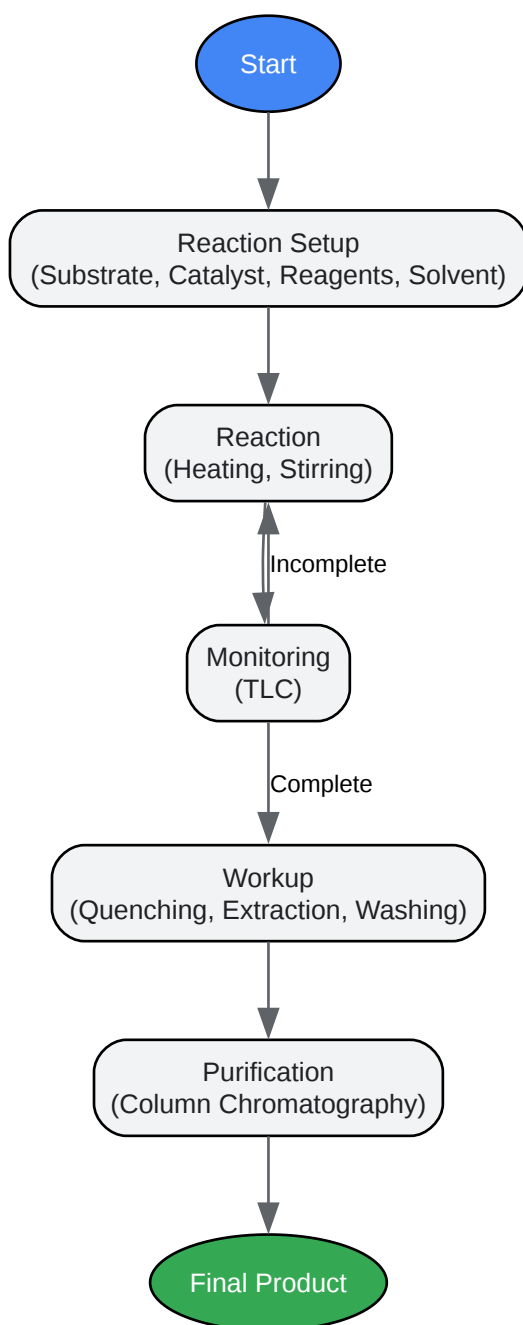 Start
Reaction Setup
(Substrate, Catalyst, Reagents, Solvent)
Reaction
(Heating, Stirring)
Incomplete
Monitoring
(TLC)
Complete
Workup
(Quenching, Extraction, Washing)
Purification
(Column Chromatography)
Final Product